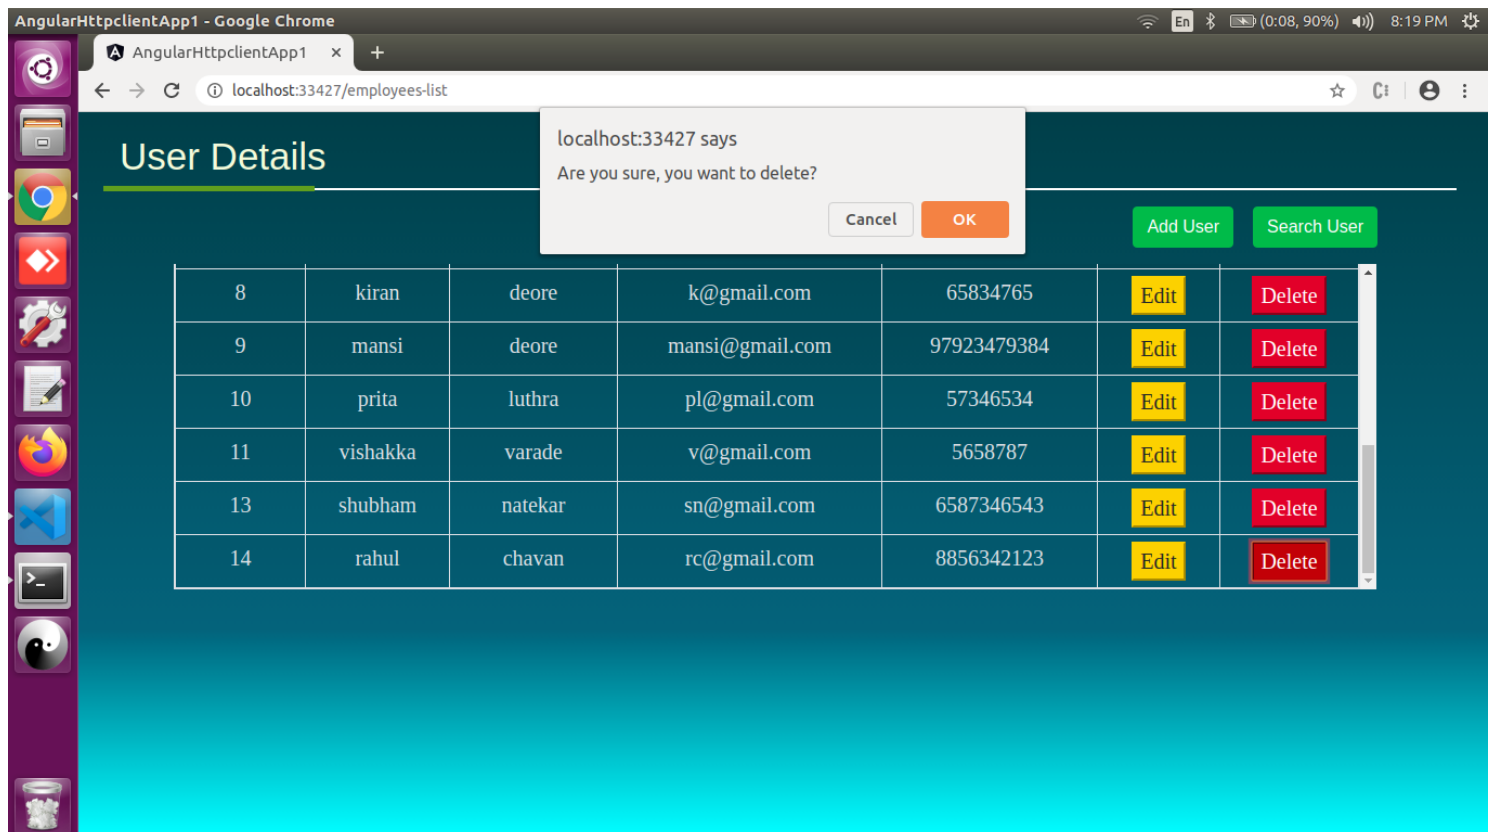 AngularHttpclientApp1 - Google Chrome En (0:08, 90%) 8:19 PM
AngularHttpclientApp1 × +
localhost:33427/employees-list
localhost:33427 says
Are you sure, you want to delete?
Cancel OK
User Details
Add User Search User
8 kiran deore k@gmail.com 65834765 Edit Delete
9 mansi deore mansi@gmail.com 97923479384 Edit Delete
10 prita luthra pl@gmail.com 57346534 Edit Delete
11 vishakka varade v@gmail.com 5658787 Edit Delete
13 shubham natekar sn@gmail.com 6587346543 Edit Delete
14 rahul chavan rc@gmail.com 8856342123 Edit Delete